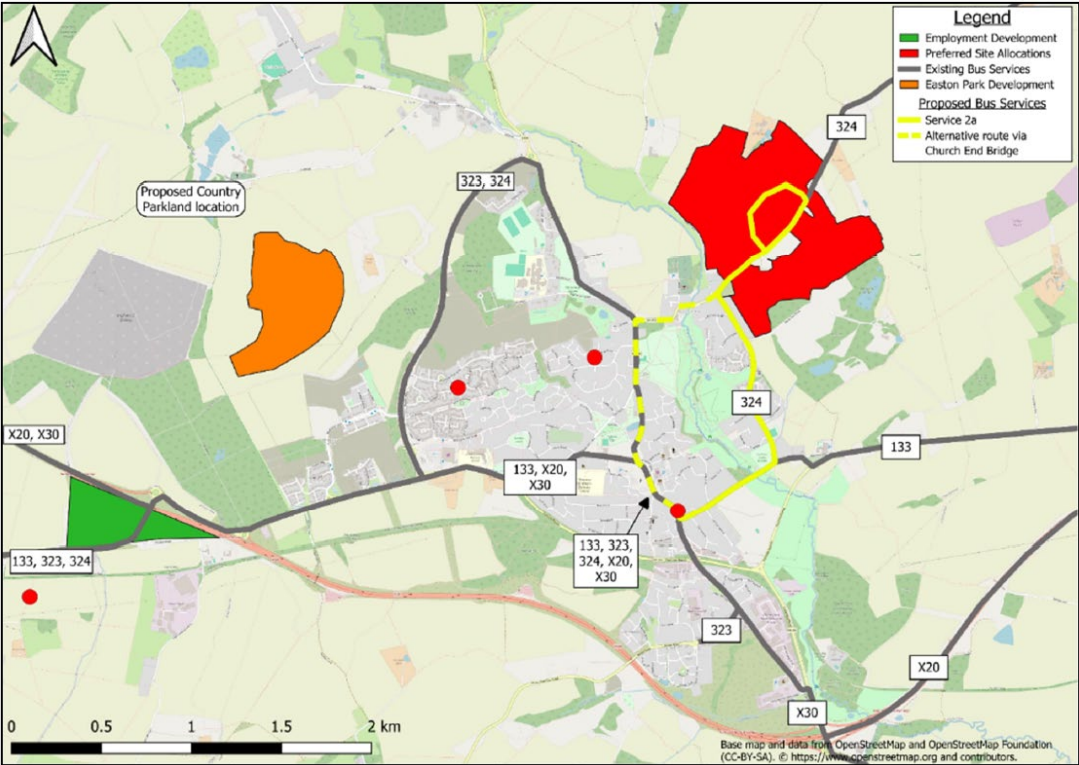 Legend
Employment Development
Preferred Site Allocations
Existing Bus Services
Easton Park Development
Proposed Bus Services
Service 2a
Alternative route via
Church End Bridge
324
323, 324
Proposed Country
Parkland location
324
X20, X30
133
133, X20,
X30
133, 323,
324, X20,
X30
133, 323, 324
323
X20
X30
0 0.5 1 1.5 2 km
Base map and data from OpenStreetMap and OpenStreetMap Foundation
(CC-BY-SA). © https://www.openstreetmap.org and contributors.